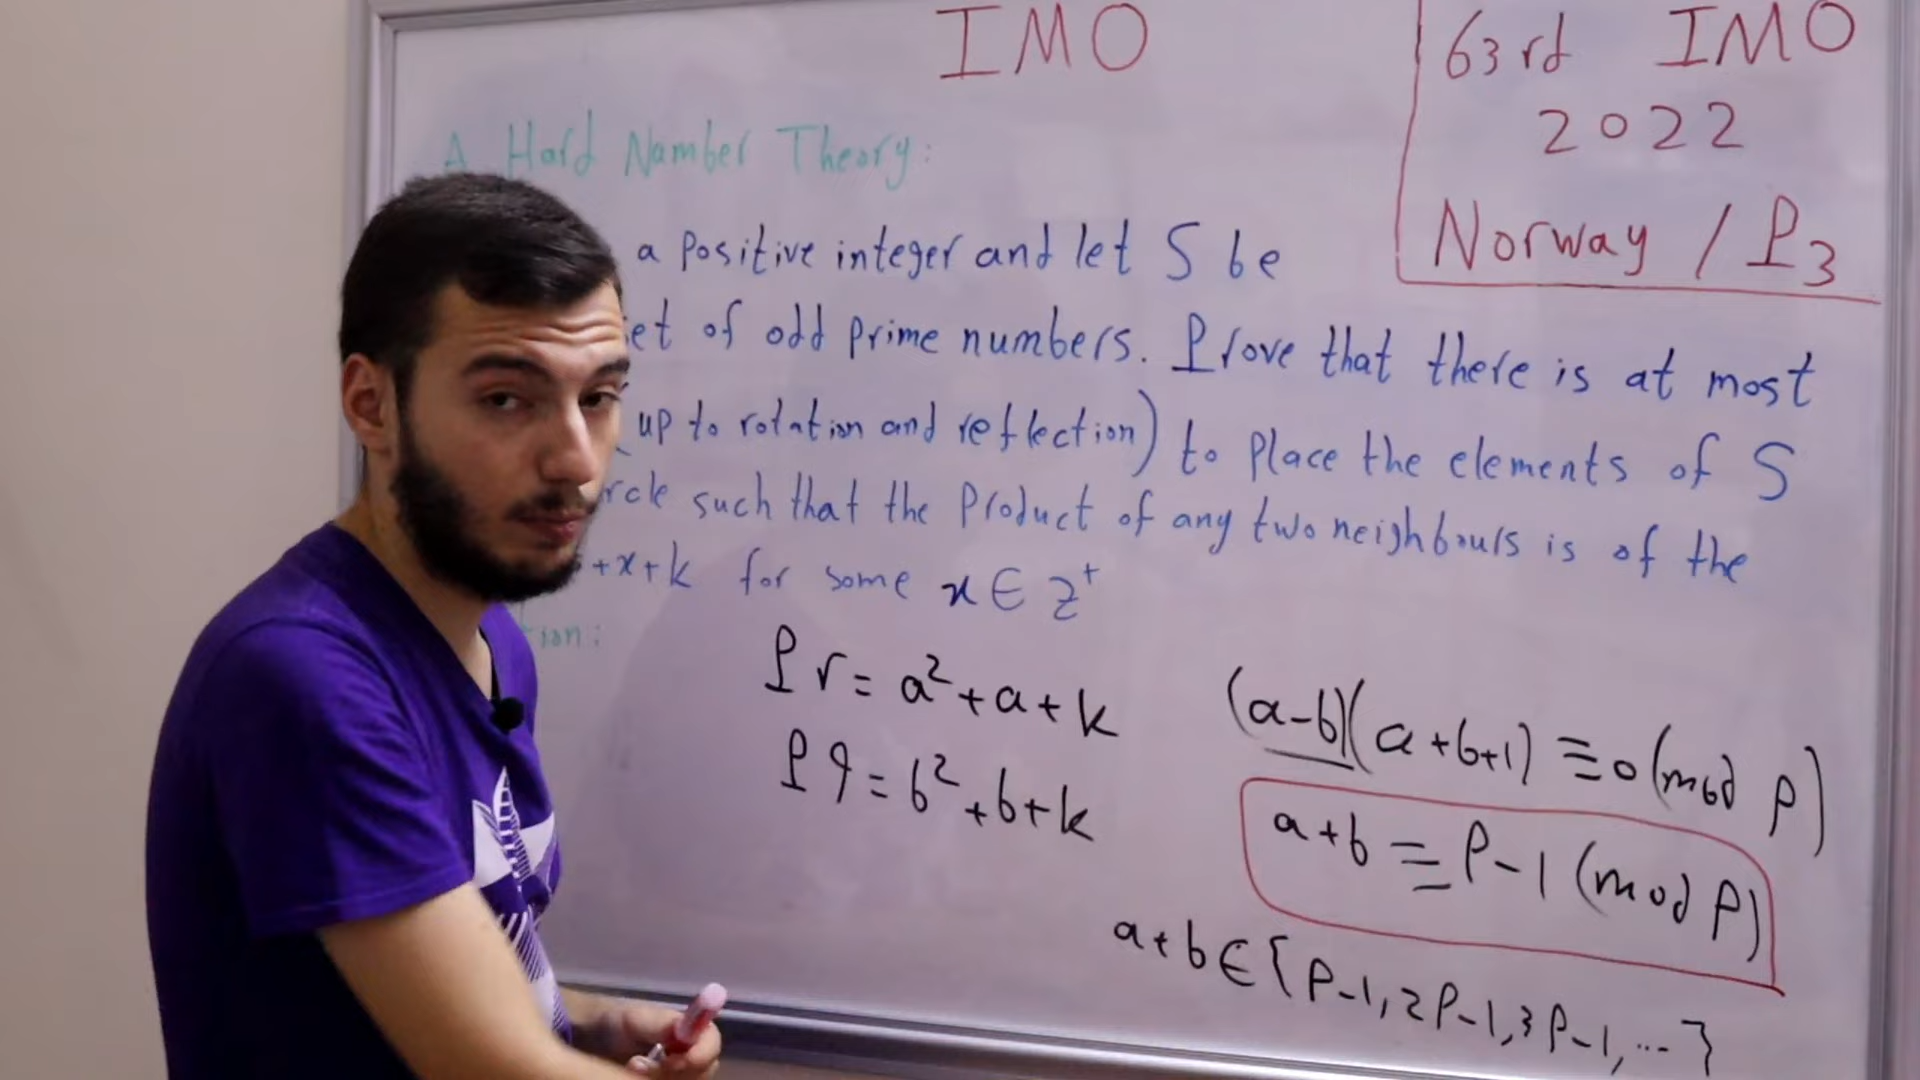 IMO
63rd IMO
2022
Norway / P3
A Hard Number Theory:
a positive integer and let S be
et of odd prime numbers. Prove that there is at most
up to rotation and reflection) to place the elements of S
rcle such that the product of any two neighbours is of the
+x+k for some x ∈ Z⁺
tion:
Pr = a² + a + k
Pq = b² + b + k
(a-b)(a+b+1) ≡ 0 (mod P)
a+b ≡ P-1 (mod P)
a+b ∈ {P-1, 2P-1, 3P-1, ... }